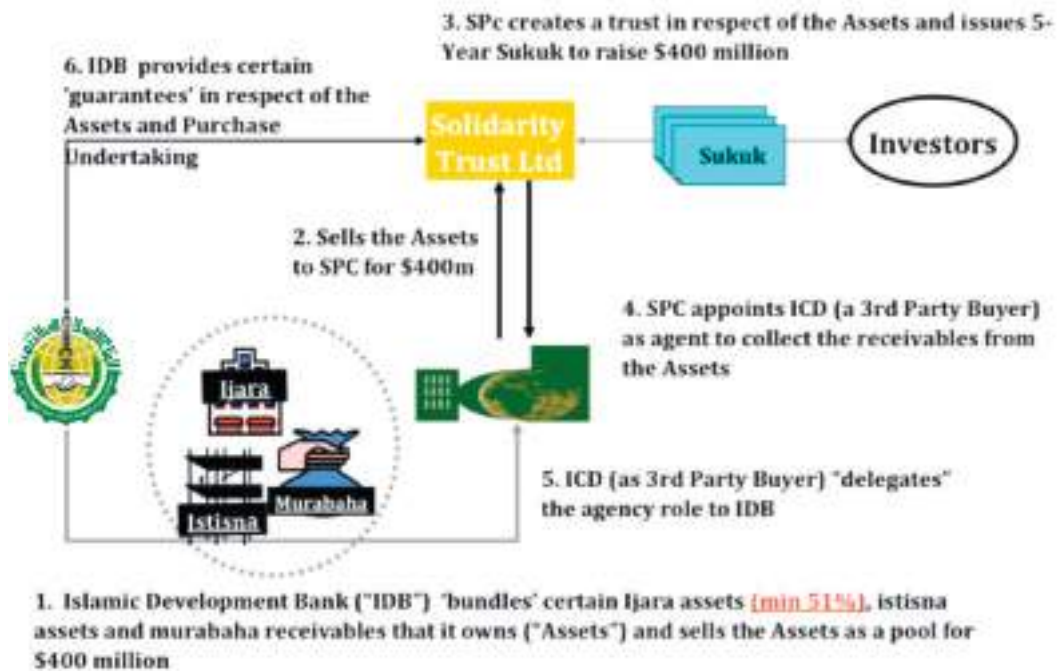 3. SPc creates a trust in respect of the Assets and issues 5-
Year Sukuk to raise $400 million
6. IDB provides certain
'guarantees' in respect of the
Assets and Purchase
Undertaking
Solidarity
Trust Ltd
Sukuk
Investors
2. Sells the Assets
to SPC for $400m
4. SPC appoints ICD (a 3rd Party Buyer)
as agent to collect the receivables from
the Assets
Ijara
Murabaha
Istisna
5. ICD (as 3rd Party Buyer) "delegates"
the agency role to IDB
1. Islamic Development Bank ("IDB") 'bundles' certain Ijara assets (min 51%), istisna
assets and murabaha receivables that it owns ("Assets") and sells the Assets as a pool for
$400 million